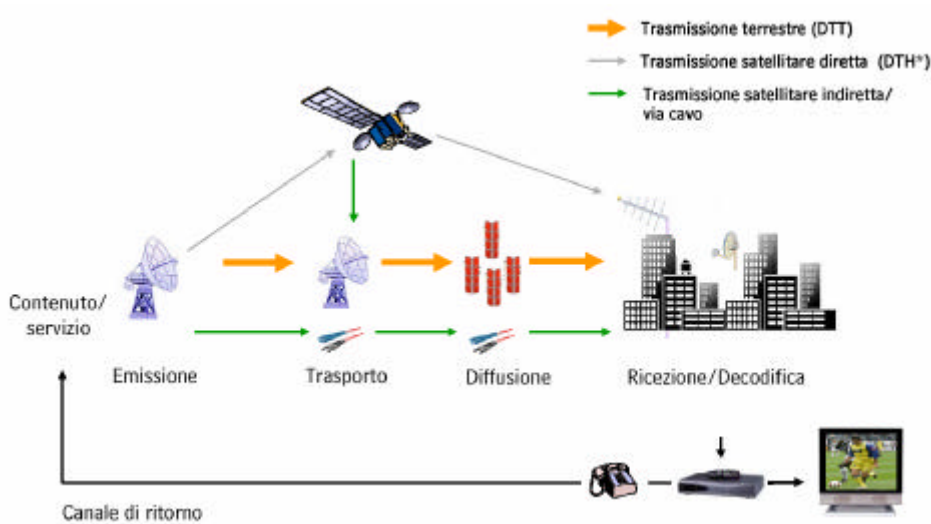 Trasmissione terrestre (DTT)
Trasmissione satellitare diretta (DTH*)
Trasmissione satellitare indiretta/
via cavo
Contenuto/
servizio
Emissione
Trasporto
Diffusione
Ricezione/Decodifica
Canale di ritorno